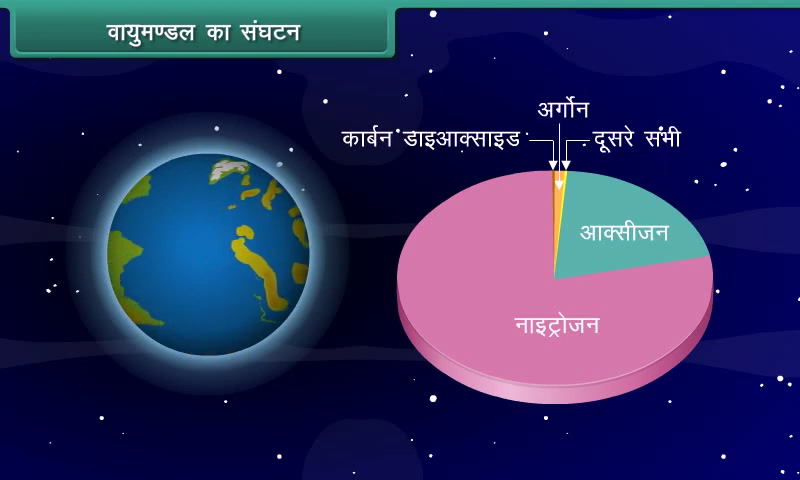 वायुमण्डल का संघटन
अर्गोन
कार्बन डाइआक्साइड
दूसरे सभी
आक्सीजन
नाइट्रोजन